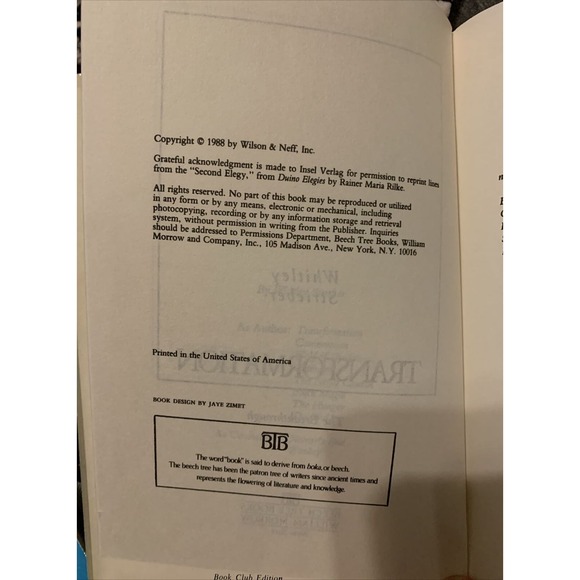 Copyright © 1988 by Wilson & Neff, Inc.
Grateful acknowledgment is made to Insel Verlag for permission to reprint lines
from the "Second Elegy," from Duino Elegies by Rainer Maria Rilke.
All rights reserved. No part of this book may be reproduced or utilized
in any form or by any means, electronic or mechanical, including
photocopying, recording or by any information storage and retrieval
system, without permission in writing from the Publisher. Inquiries
should be addressed to Permissions Department, Beech Tree Books, William
Morrow and Company, Inc., 105 Madison Ave., New York, N.Y. 10016
Whitley
Strieber
TRANSFORMATION
Printed in the United States of America
BOOK DESIGN BY JAYE ZIMET
BTB
The word "book" is said to derive from boka, or beech.
The beech tree has been the patron tree of writers since ancient times and
represents the flowering of literature and knowledge.
Book Club Edition